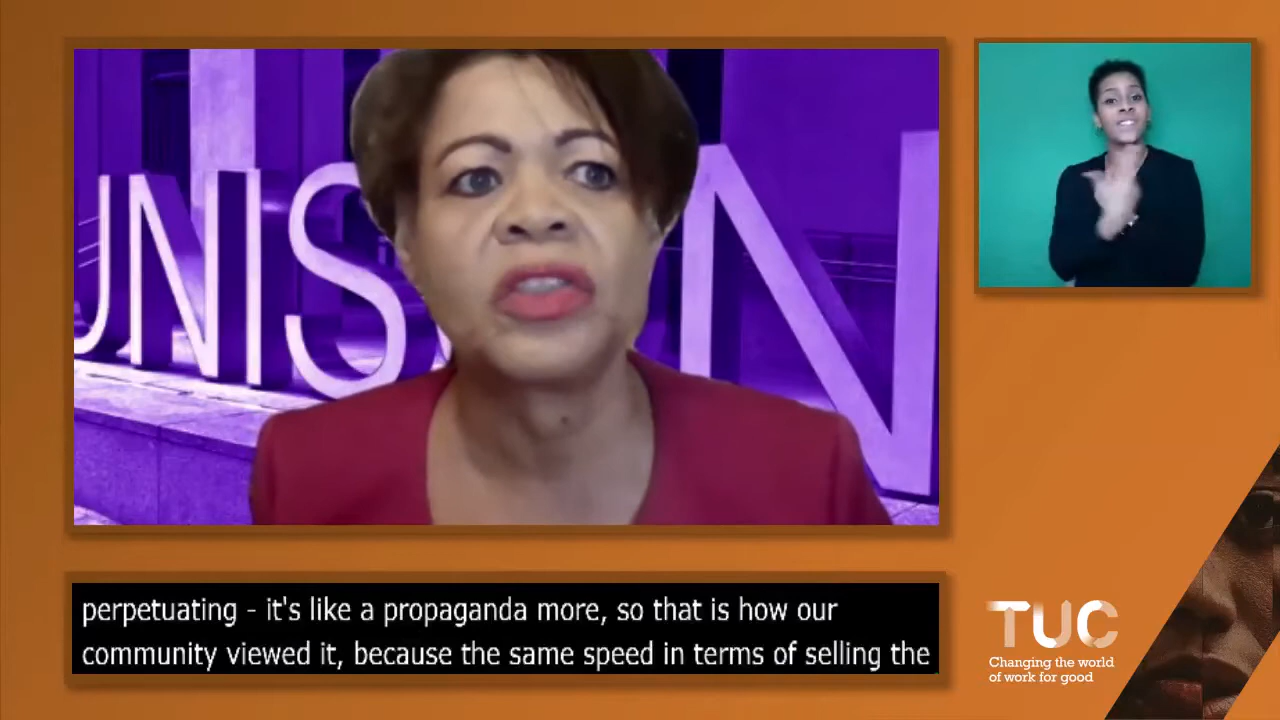 UNIS N
perpetuating - it's like a propaganda more, so that is how our
community viewed it, because the same speed in terms of selling the
TUC
Changing the world
of work for good